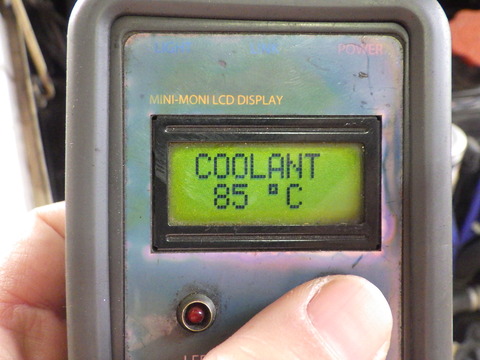 POWER
MINI-MONI LCD DISPLAY
COOLANT
85 °C